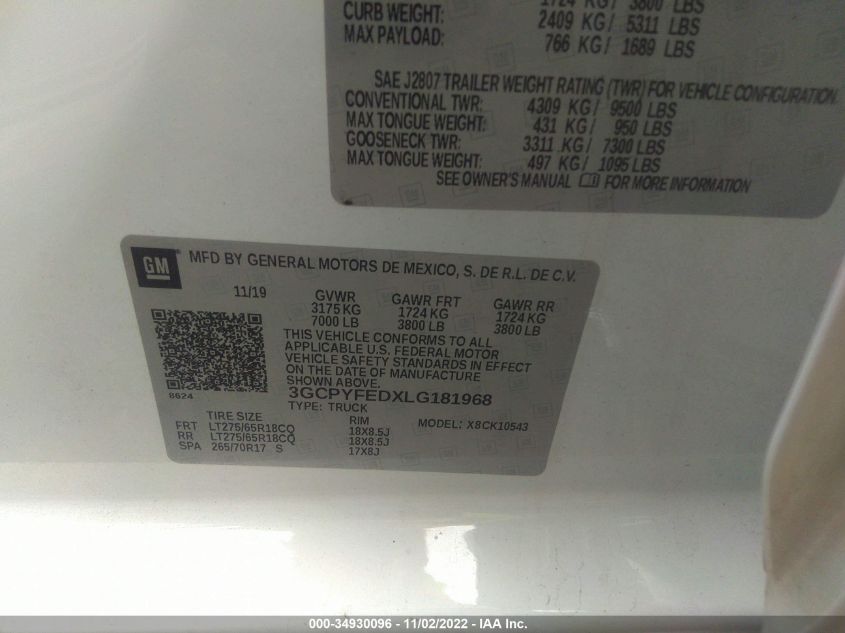 1724 KG / 3800 LBS
CURB WEIGHT: 2409 KG / 5311 LBS
MAX PAYLOAD: 766 KG / 1689 LBS
SAE J2807 TRAILER WEIGHT RATING (TWR) FOR VEHICLE CONFIGURATION
CONVENTIONAL TWR: 4309 KG / 9500 LBS
MAX TONGUE WEIGHT: 431 KG / 950 LBS
GOOSENECK TWR: 3311 KG / 7300 LBS
MAX TONGUE WEIGHT: 497 KG / 1095 LBS
SEE OWNER'S MANUAL FOR MORE INFORMATION
GM MFD BY GENERAL MOTORS DE MEXICO, S. DE R.L. DE C.V.
11/19 GVWR GAWR FRT GAWR RR
3175 KG 1724 KG 1724 KG
7000 LB 3800 LB 3800 LB
THIS VEHICLE CONFORMS TO ALL
APPLICABLE U.S. FEDERAL MOTOR
VEHICLE SAFETY STANDARDS IN EFFECT
ON THE DATE OF MANUFACTURE
SHOWN ABOVE.
8624 3GCPYFEDXLG181968
TYPE: TRUCK MODEL: X8CK10543
TIRE SIZE RIM
FRT LT275/65R18CQ 18X8.5J
RR LT275/65R18CQ 18X8.5J
SPA 265/70R17 S 17X8J
000-34930096 - 11/02/2022 - IAAI.com